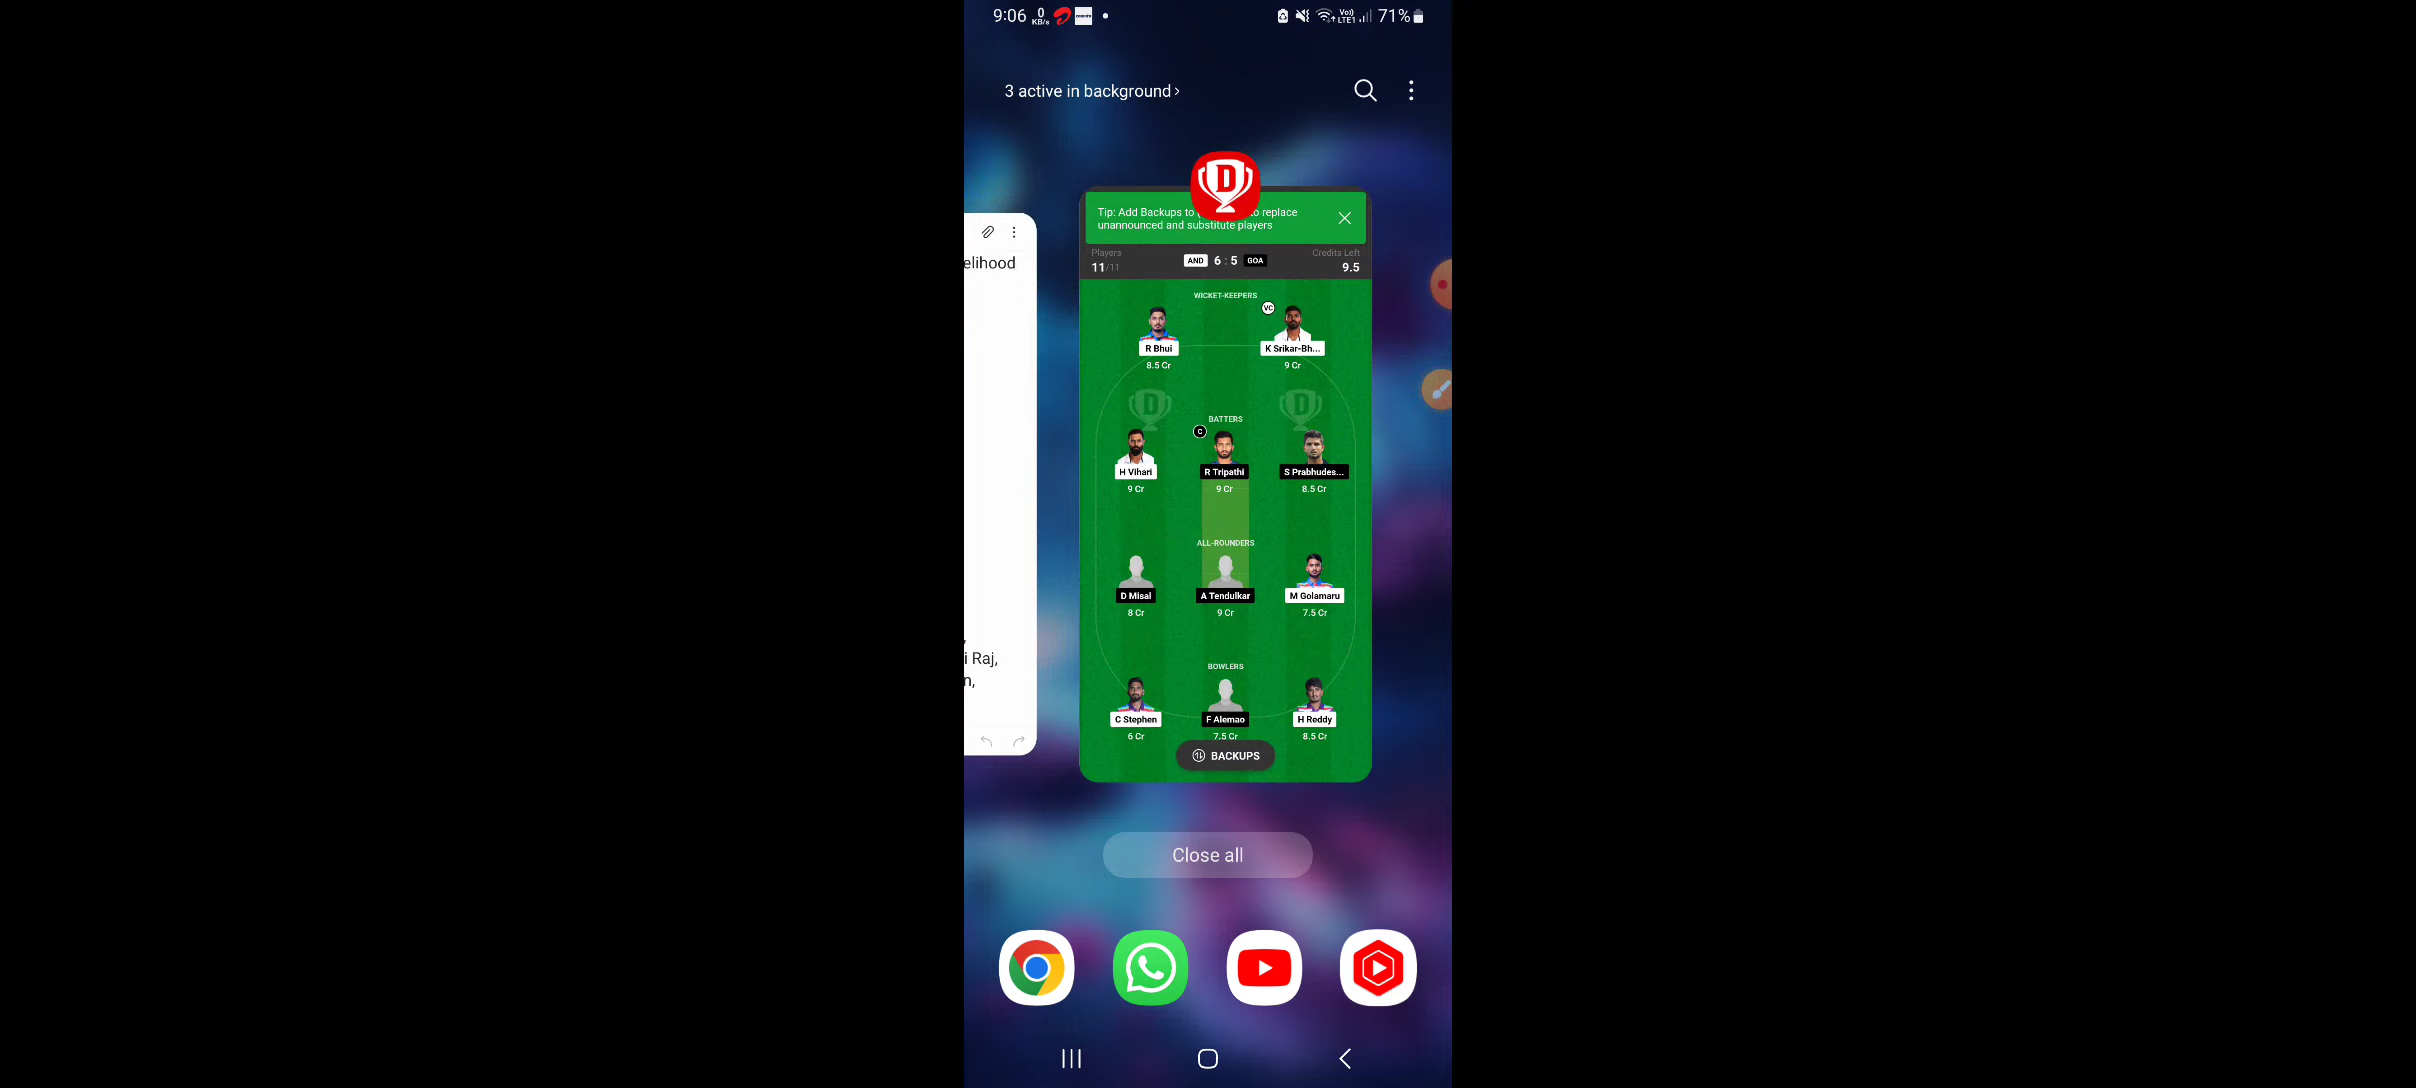 9:06 0 KB/s Vo)) LTE1 71%
3 active in background ›
elihood
i Raj,
n,
Tip: Add Backups to o replace
unannounced and substitute players
Players Credits Left
11/11 AND 6 : 5 GOA 9.5
WICKET-KEEPERS
VC
R Bhui K Srikar-Bh...
8.5 Cr 9 Cr
BATTERS
C
H Vihari R Tripathi S Prabhudes...
9 Cr 9 Cr 8.5 Cr
ALL-ROUNDERS
D Misal A Tendulkar M Golamaru
8 Cr 9 Cr 7.5 Cr
BOWLERS
C Stephen F Alemao H Reddy
6 Cr 7.5 Cr 8.5 Cr
BACKUPS
Close all